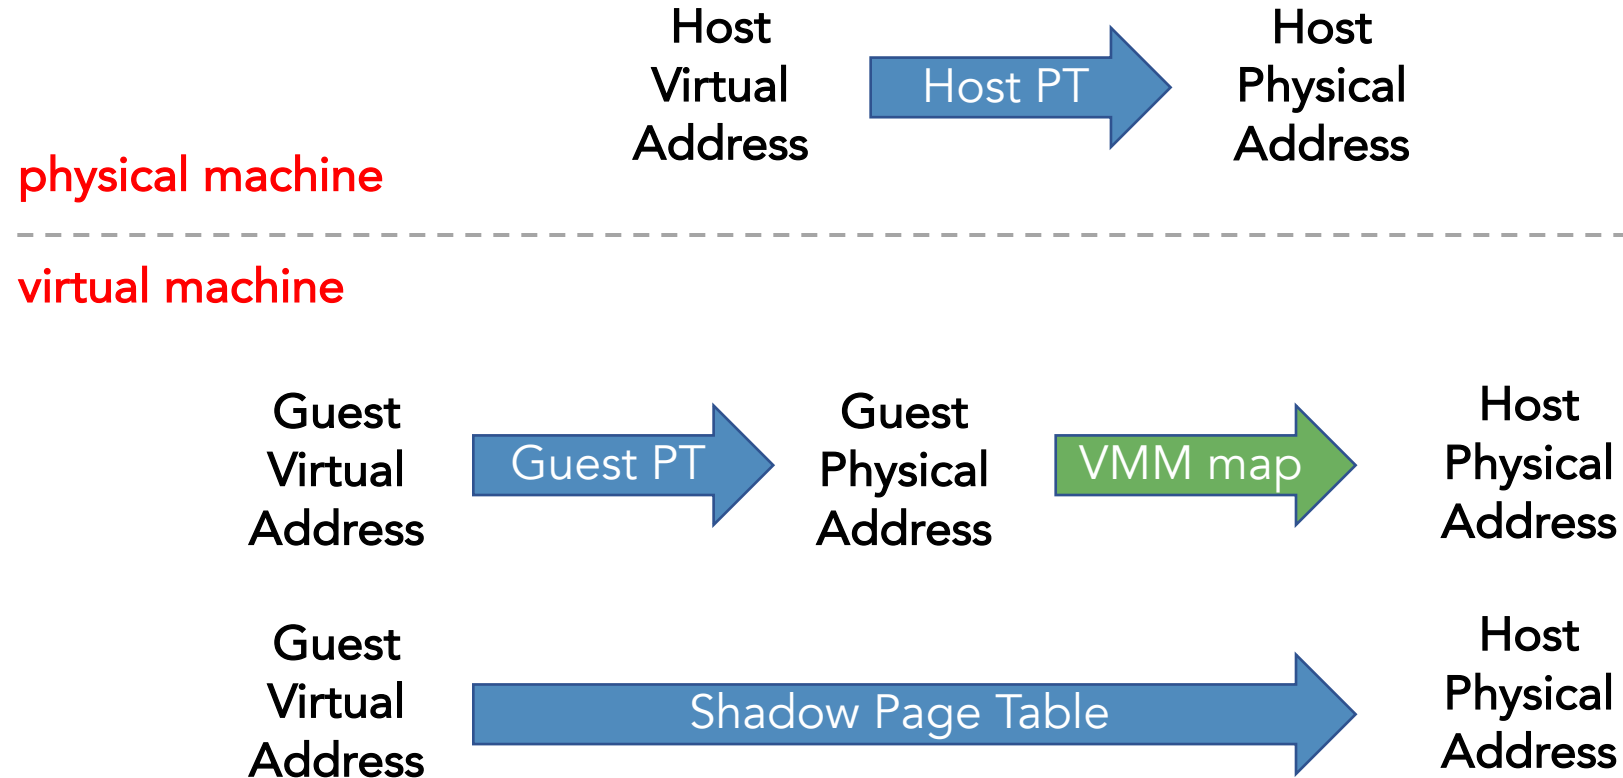 Host
Virtual
Address
Host PT
Host
Physical
Address
physical machine
virtual machine
Guest
Virtual
Address
Guest PT
Guest
Physical
Address
VMM map
Host
Physical
Address
Guest
Virtual
Address
Shadow Page Table
Host
Physical
Address